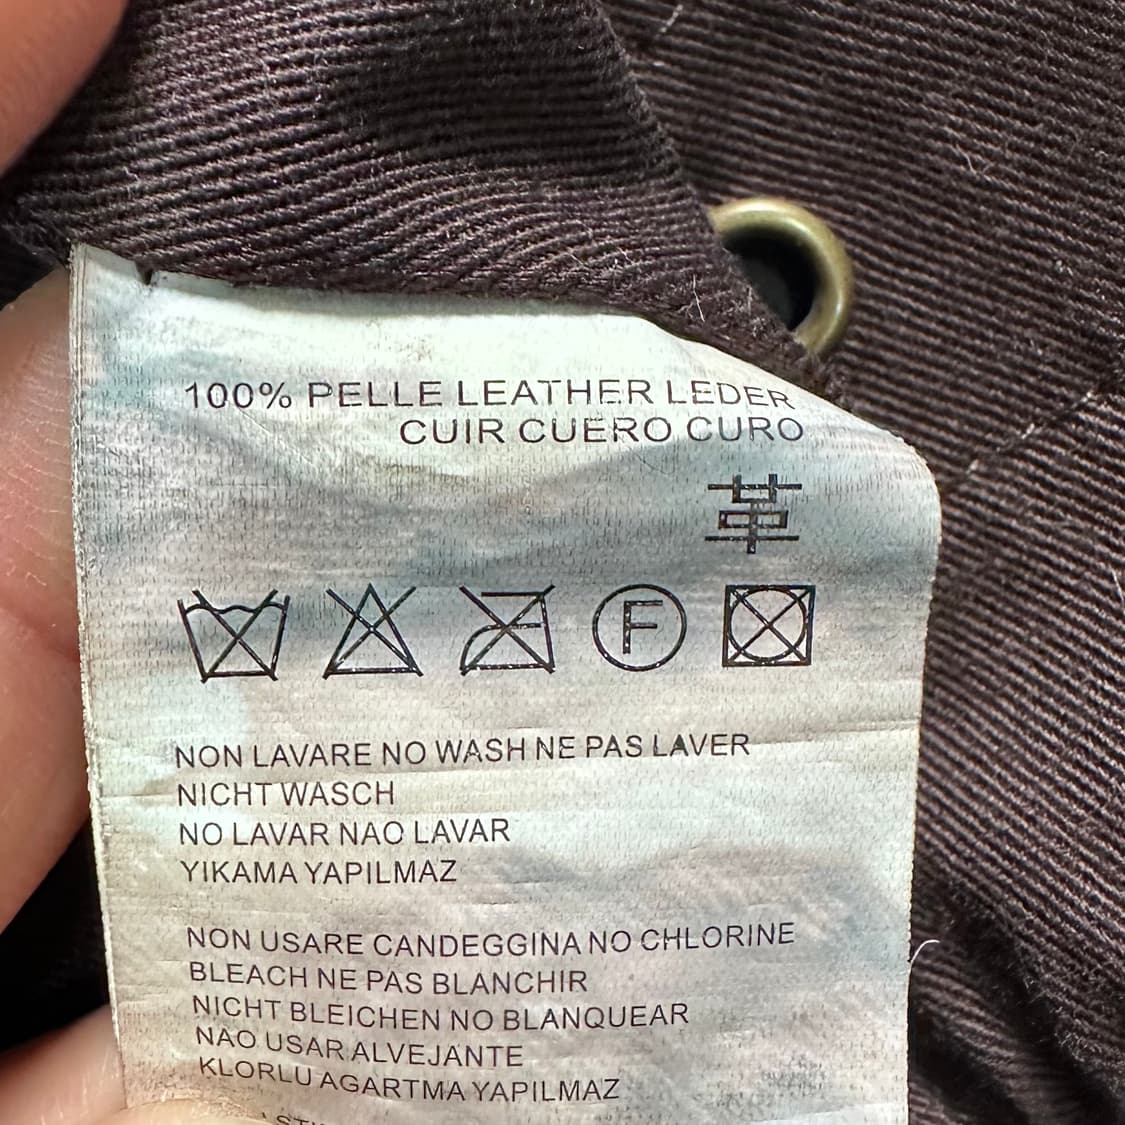 100% PELLE LEATHER LEDER
CUIR CUERO CURO
革
F
NON LAVARE NO WASH NE PAS LAVER
NICHT WASCH
NO LAVAR NAO LAVAR
YIKAMA YAPILMAZ
NON USARE CANDEGGINA NO CHLORINE
BLEACH NE PAS BLANCHIR
NICHT BLEICHEN NO BLANQUEAR
NAO USAR ALVEJANTE
KLORLU AGARTMA YAPILMAZ